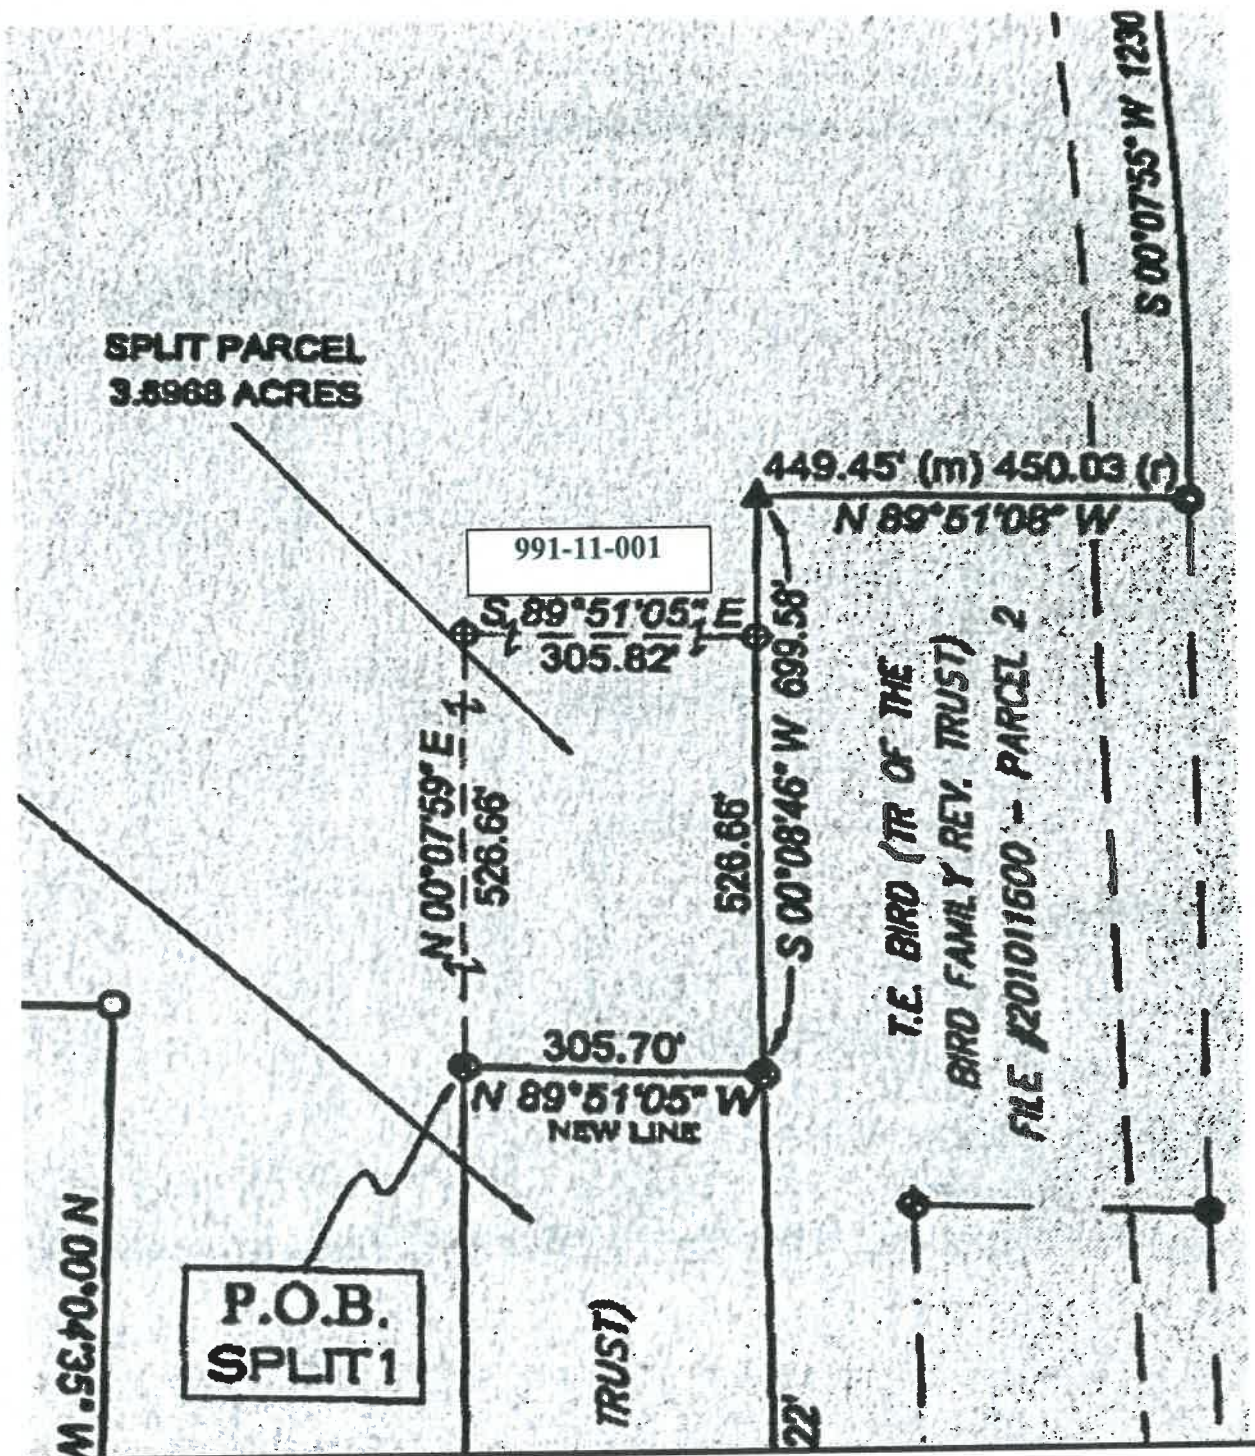 S 00°07'55" W 1230
SPLIT PARCEL
3.6968 ACRES
449.45' (m) 450.03 (r)
N 89°51'08" W
991-11-001
S 89°51'05" E
305.82'
N 00°07'59" E
526.66'
526.66'
S 00°08'46" W 699.58'
T.E. BIRD (TR OF THE
BIRD FAMILY REV. TRUST)
FILE #201011600 - PARCEL 2
305.70'
N 89°51'05" W
NEW LINE
N 00°04'35" W
P.O.B.
SPLIT 1
TRUST)
22'